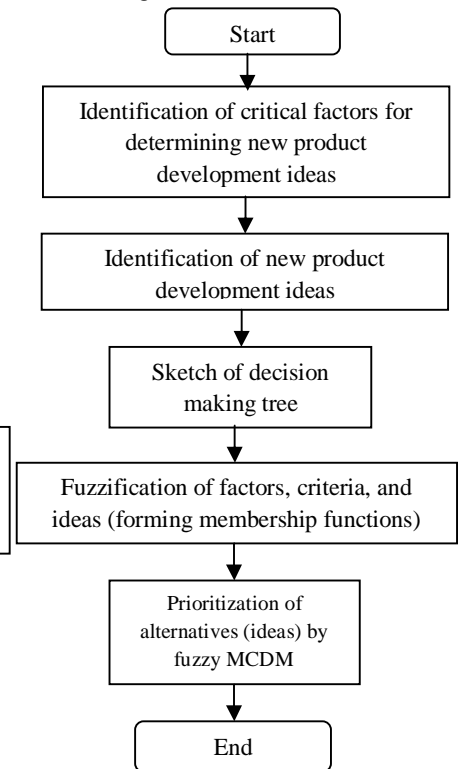 Start
Identification of critical factors for
determining new product
development ideas
Identification of new product
development ideas
Sketch of decision
making tree
Fuzzification of factors, criteria, and
ideas (forming membership functions)
Prioritization of
alternatives (ideas) by
fuzzy MCDM
End